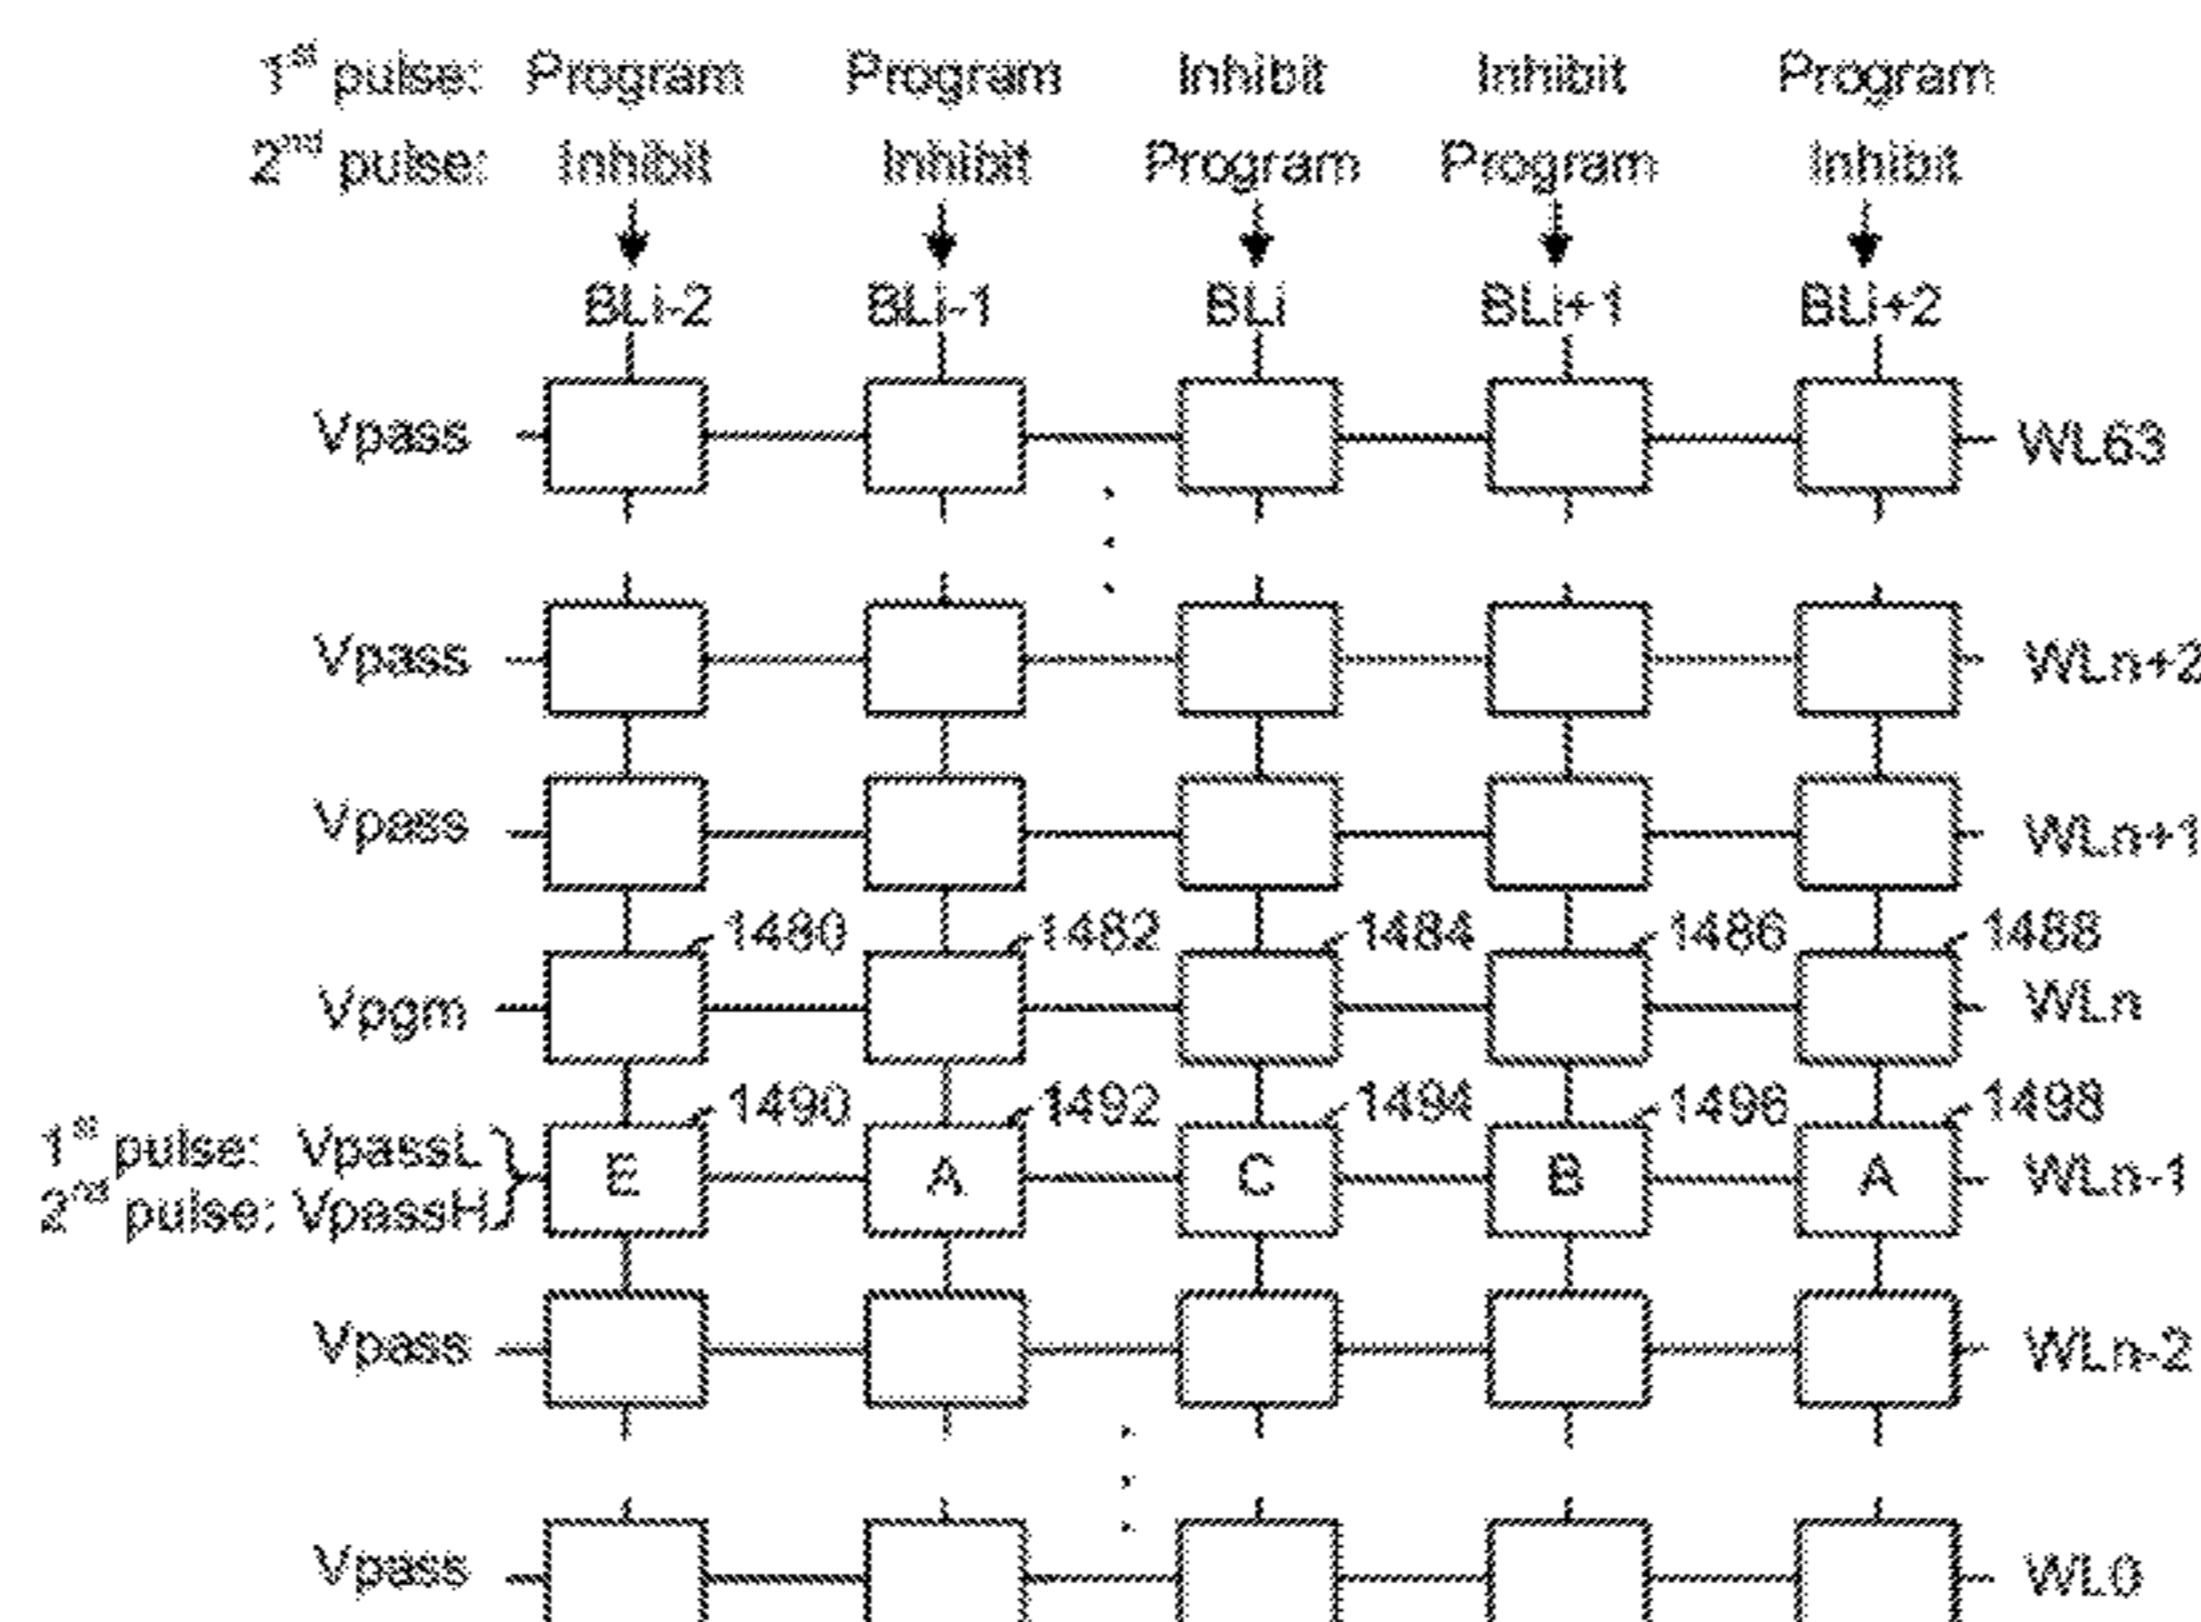 1st pulse: Program Program Inhibit Inhibit Program
2nd pulse: Inhibit Inhibit Program Program Inhibit
BLi-2 BLi-1 BLi BLi+1 BLi+2
Vpass WL63
Vpass WLn+2
Vpass WLn+1
1480 1482 1484 1486 1488
Vpgm WLn
1490 1492 1494 1496 1498
1st pulse: VpassL
E A C B A WLn-1
2nd pulse: VpassH
Vpass WLn-2
Vpass WL0